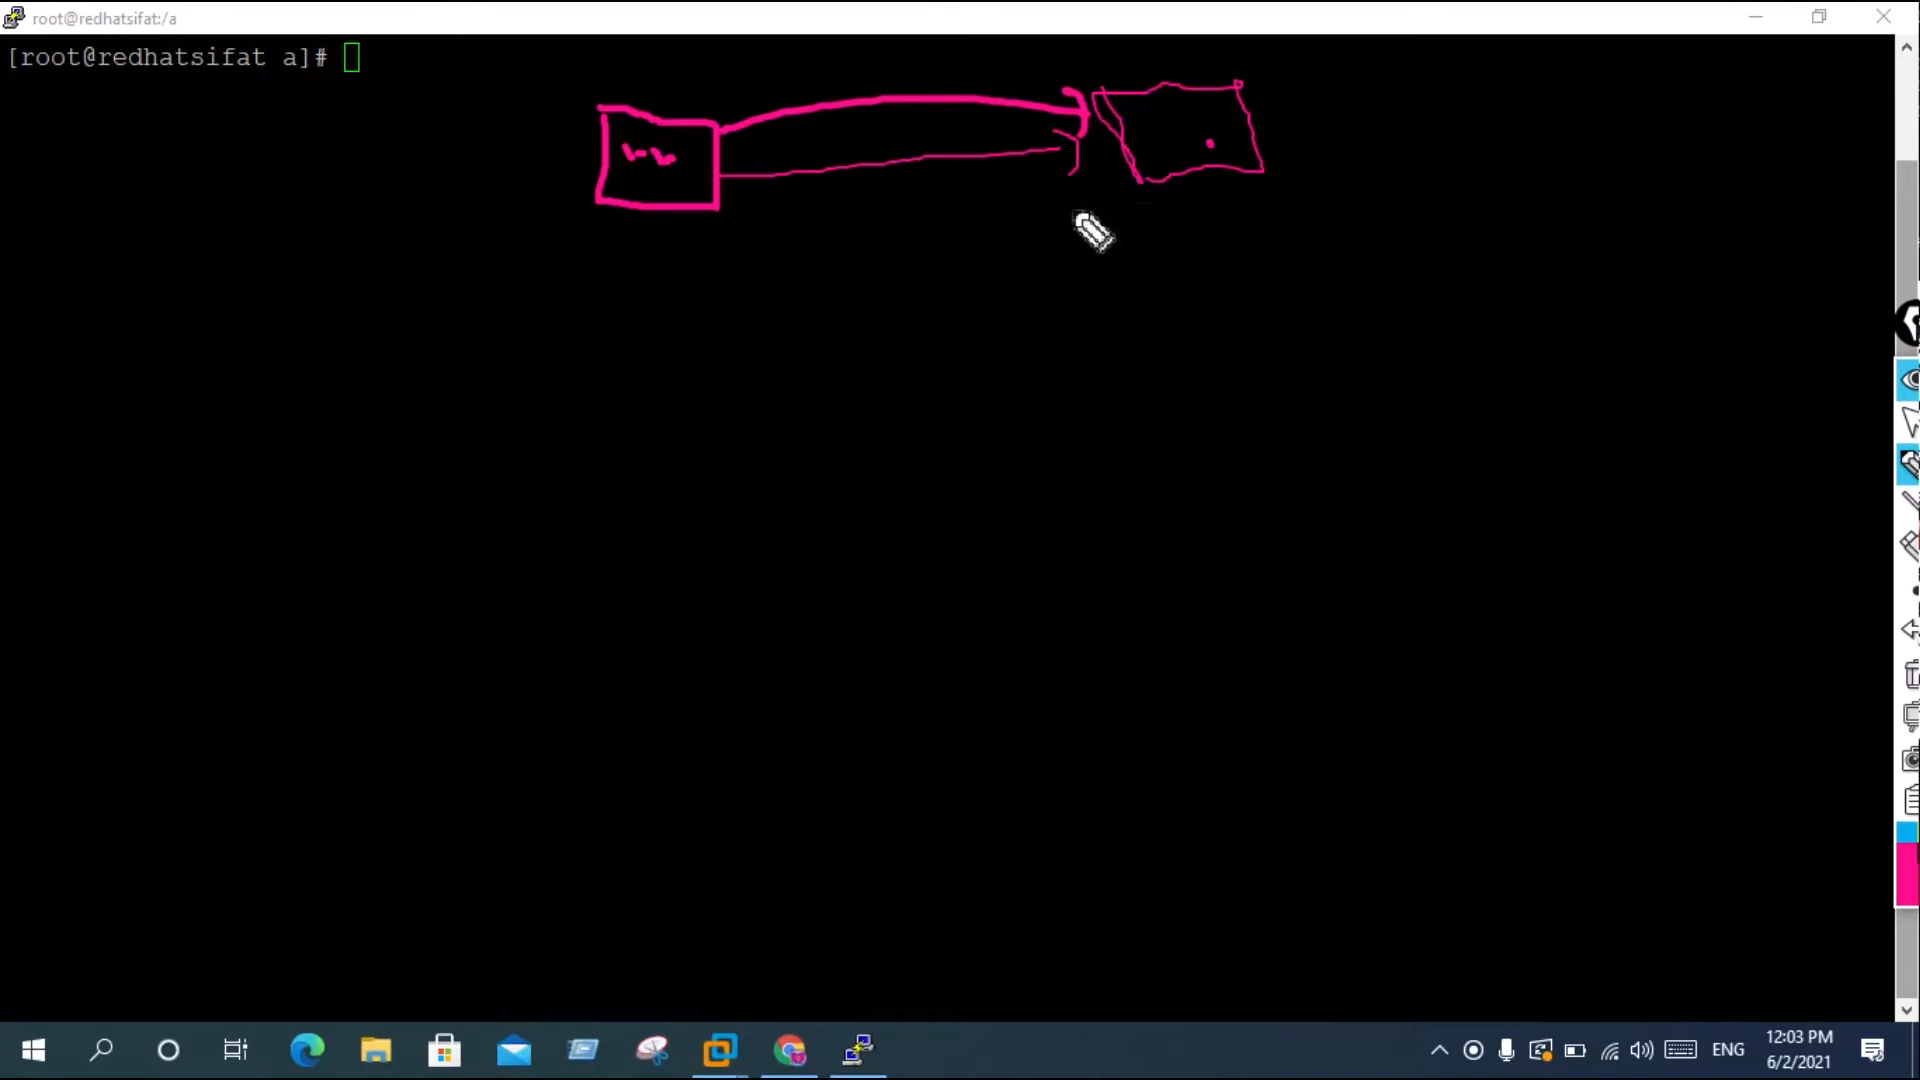 root@redhatsifat:/a
[root@redhatsifat a]#
ENG
12:03 PM
6/2/2021